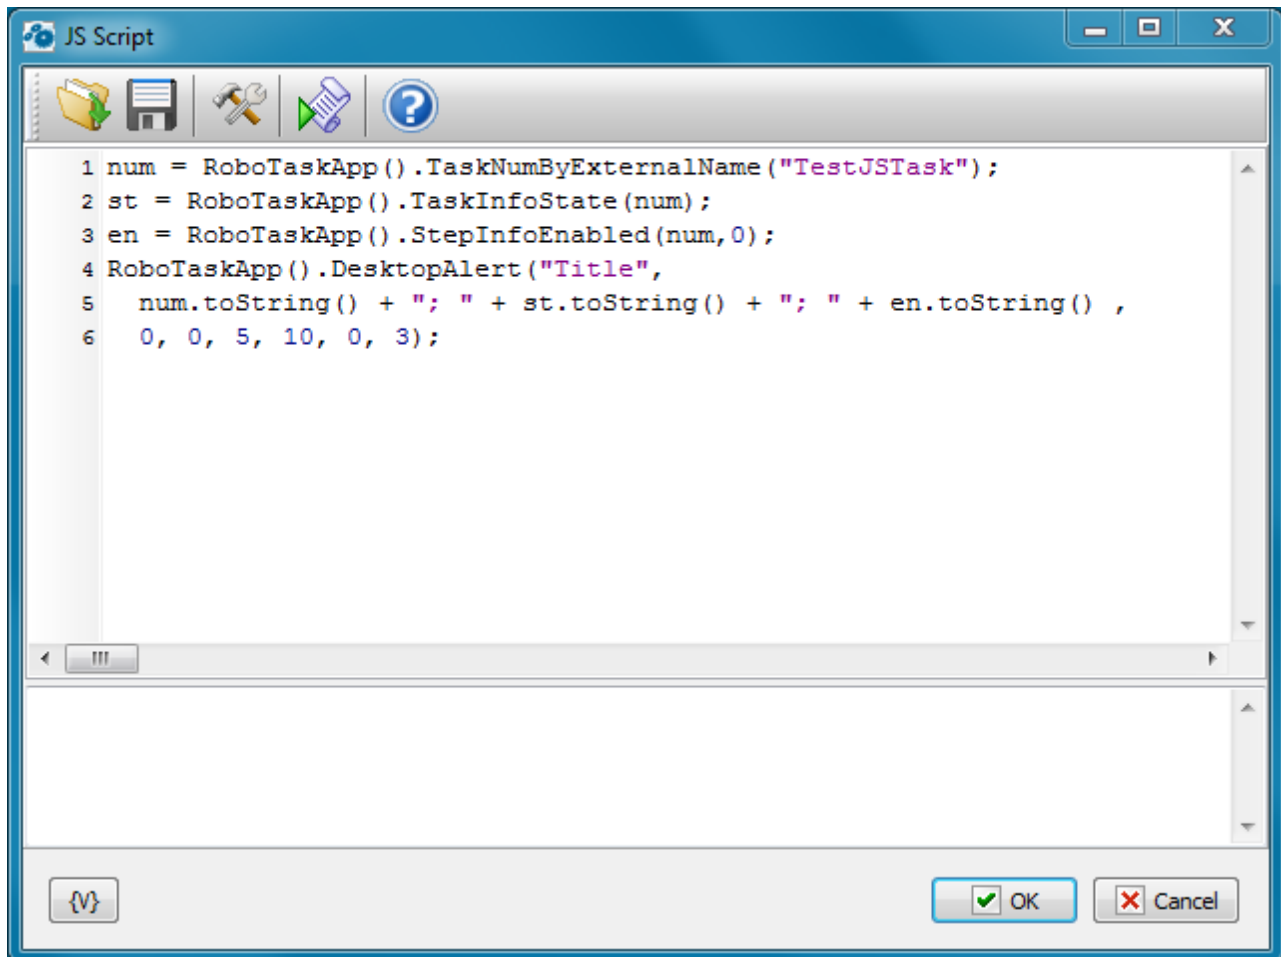 JS Script
1 num = RoboTaskApp().TaskNumByExternalName("TestJSTask");
2 st = RoboTaskApp().TaskInfoState(num);
3 en = RoboTaskApp().StepInfoEnabled(num,0);
4 RoboTaskApp().DesktopAlert("Title",
5   num.toString() + "; " + st.toString() + "; " + en.toString() ,
6   0, 0, 5, 10, 0, 3);
{V} OK Cancel